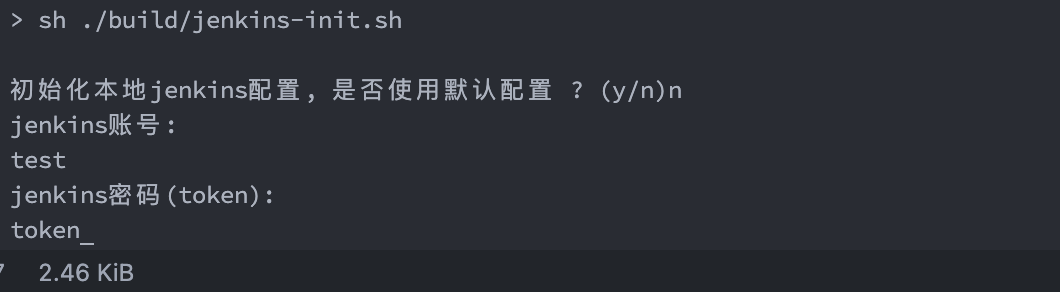 > sh ./build/jenkins-init.sh
初始化本地jenkins配置，是否使用默认配置 ? (y/n)n
jenkins账号:
test
jenkins密码(token):
token_
2.46 KiB